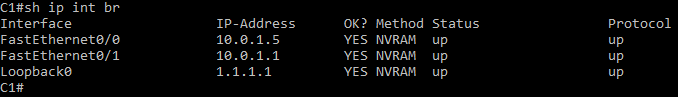 C1#sh ip int br
Interface IP-Address OK? Method Status Protocol
FastEthernet0/0 10.0.1.5 YES NVRAM up up
FastEthernet0/1 10.0.1.1 YES NVRAM up up
Loopback0 1.1.1.1 YES NVRAM up up
C1#